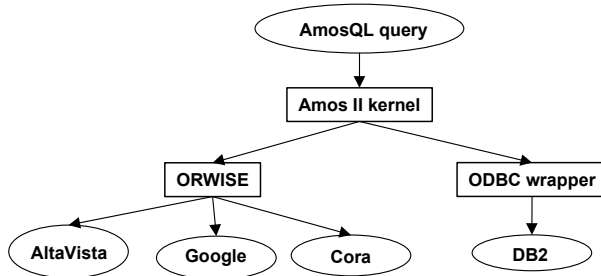 AmosQL query
Amos II kernel
ORWISE
ODBC wrapper
AltaVista
Google
Cora
DB2